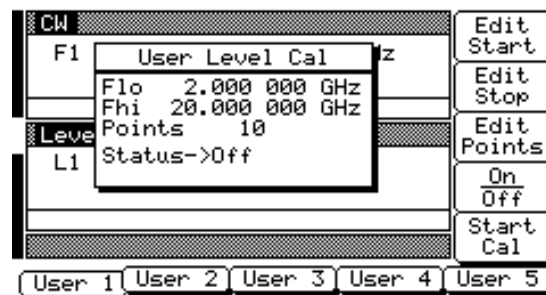 CW
F1
Hz
User Level Cal
Flo 2.000 000 GHz
Fhi 20.000 000 GHz
Points 10
Status->Off
Leve
L1
Edit
Start
Edit
Stop
Edit
Points
On
Off
Start
Cal
User 1 User 2 User 3 User 4 User 5